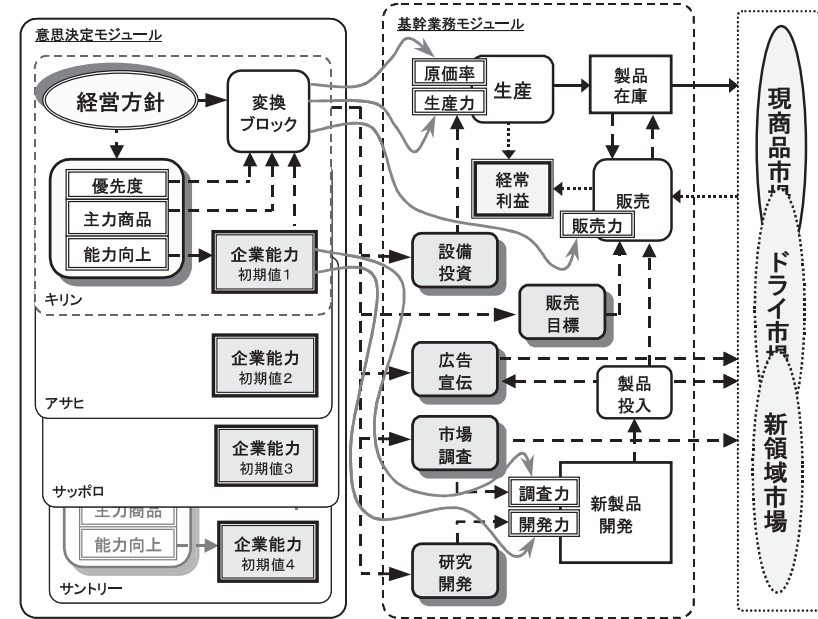 意思決定モジュール
経営方針
変換
ブロック
優先度
主力商品
能力向上
企業能力
初期値1
キリン
企業能力
初期値2
アサヒ
企業能力
初期値3
サッポロ
主力商品
能力向上
企業能力
初期値4
サントリー
基幹業務モジュール
原価率
生産力
生産
製品
在庫
経常
利益
販売
販売力
設備
投資
販売
目標
広告
宣伝
製品
投入
市場
調査
調査力
開発力
新製品
開発
研究
開発
現商品市場
ドライ市場
新領域市場